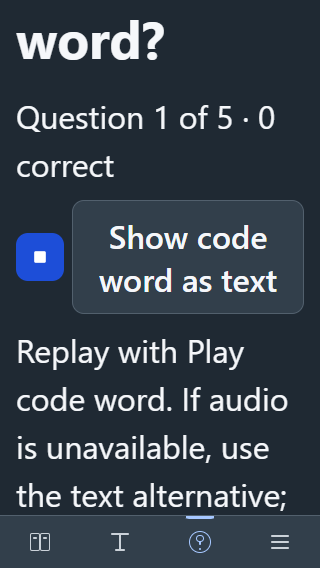 word?
Question 1 of 5 · 0
correct
Show code
word as text
Replay with Play
code word. If audio
is unavailable, use
the text alternative;